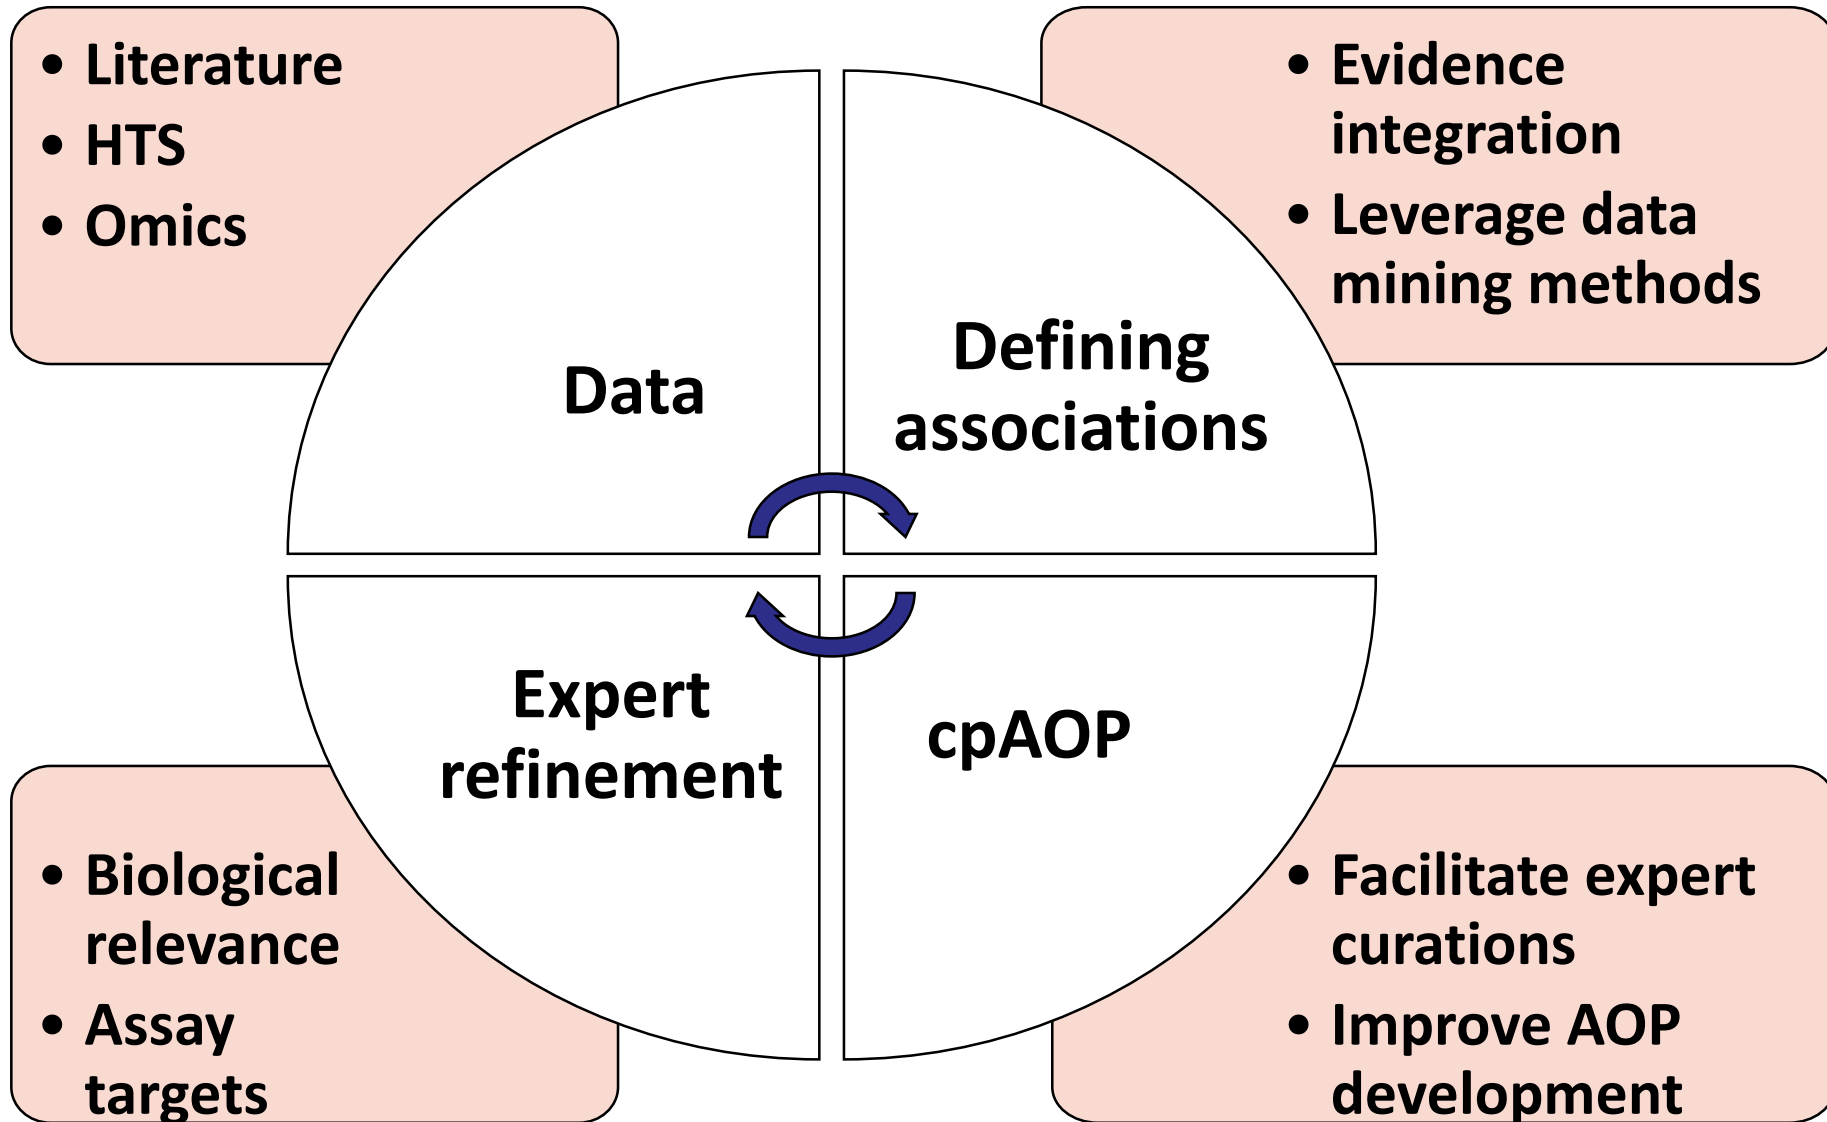 • Literature
• HTS
• Omics
• Evidence
integration
• Leverage data
mining methods
Data
Defining
associations
Expert
refinement
cpAOP
• Biological
relevance
• Assay
targets
• Facilitate expert
curations
• Improve AOP
development